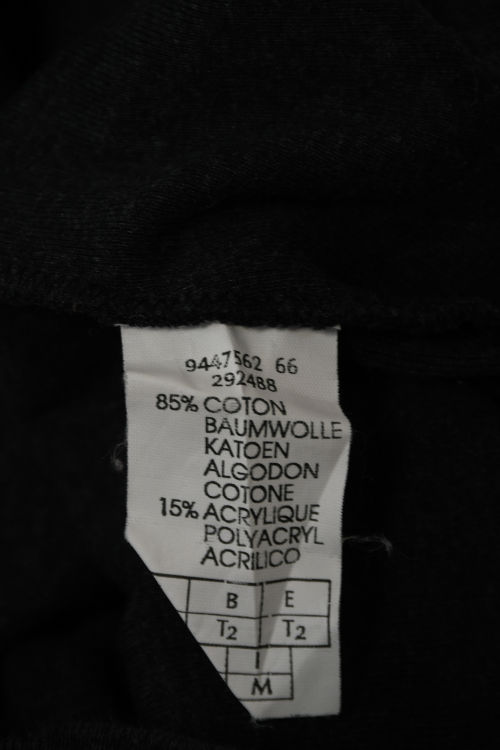 9447562 66
292488
85% COTON
BAUMWOLLE
KATOEN
ALGODON
COTONE
15% ACRYLIQUE
POLYACRYL
ACRILICO
B E
T2 T2
I
M